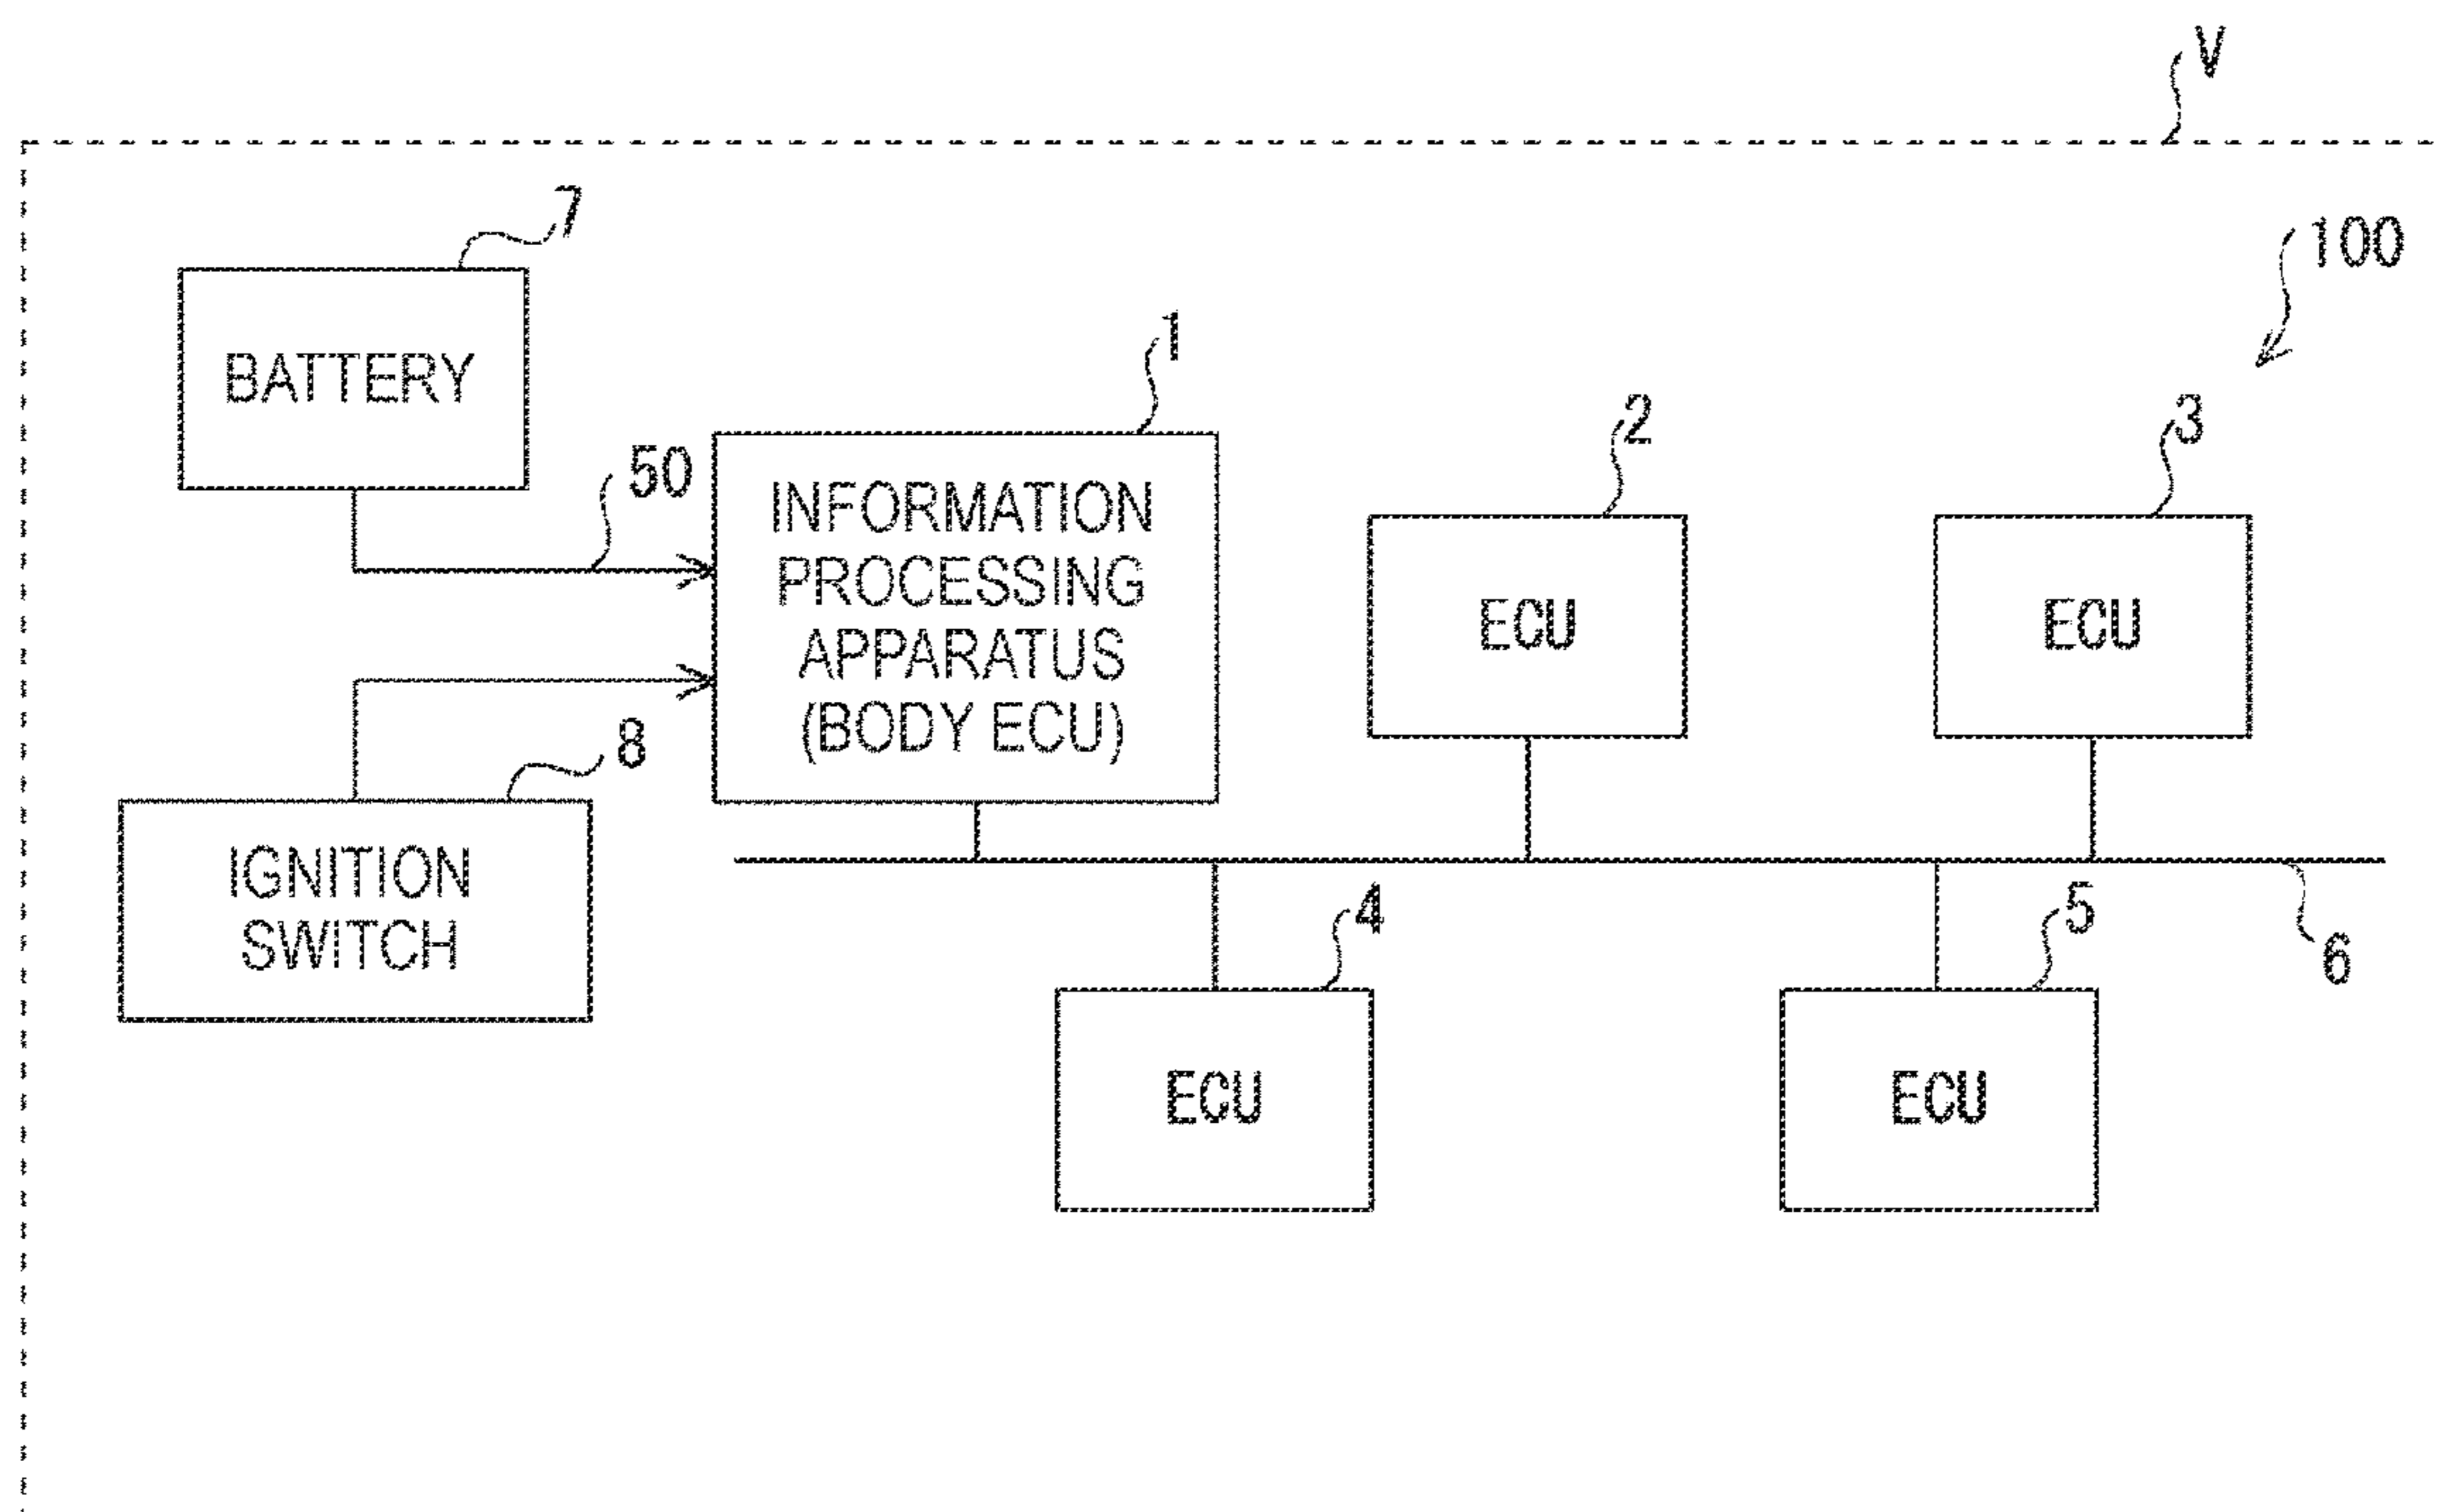 V
7
100
BATTERY
1
50
2
3
INFORMATION
PROCESSING
APPARATUS
(BODY ECU)
ECU
ECU
8
IGNITION
SWITCH
4
5
6
ECU
ECU